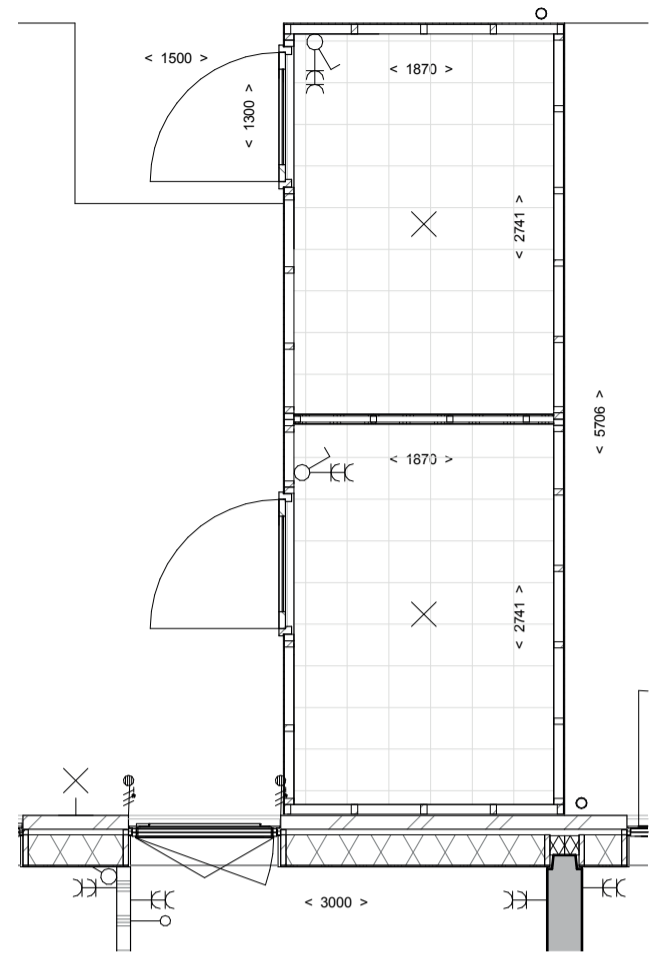 < 1500 >
< 1870 >
< 1300 >
< 2741 >
< 5706 >
< 1870 >
< 2741 >
< 3000 >